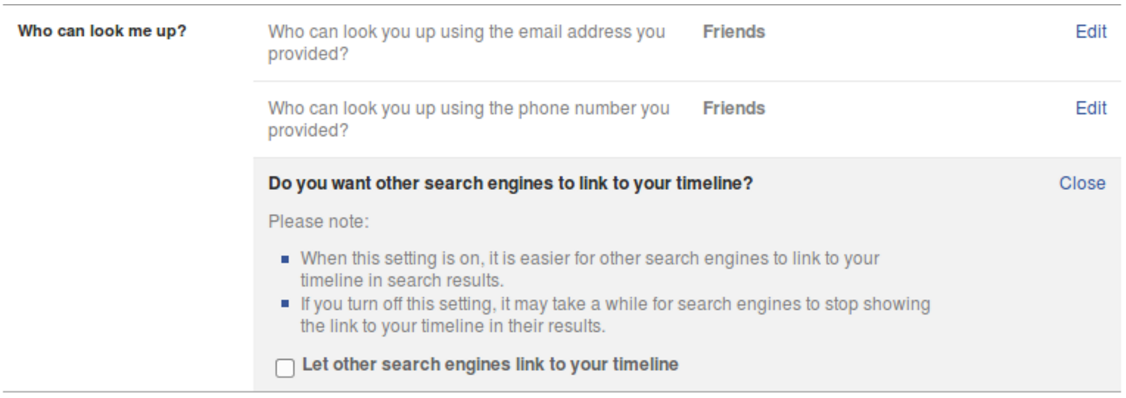 Who can look me up?
Who can look you up using the email address you
provided?
Friends
Edit
Who can look you up using the phone number you
provided?
Friends
Edit
Do you want other search engines to link to your timeline?
Close
Please note:
When this setting is on, it is easier for other search engines to link to your
timeline in search results.
If you turn off this setting, it may take a while for search engines to stop showing
the link to your timeline in their results.
Let other search engines link to your timeline